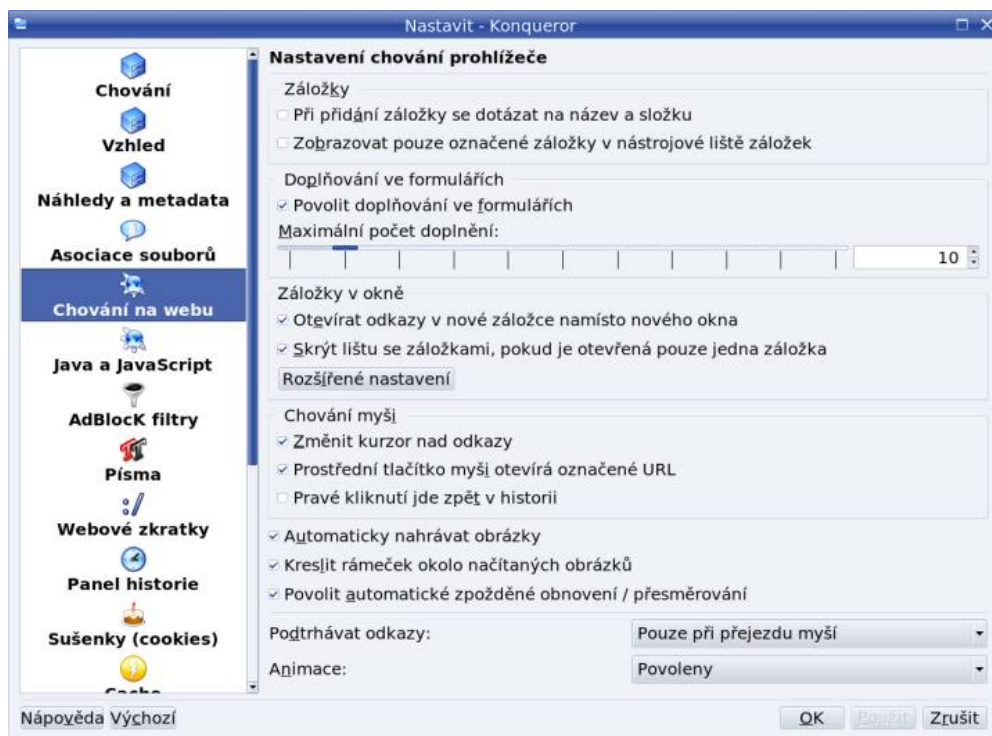 Nastavit - Konqueror
Chování
Vzhled
Náhledy a metadata
Asociace souborů
Chování na webu
Java a JavaScript
AdBlocK filtry
Písma
Webové zkratky
Panel historie
Sušenky (cookies)
Cache
Nastavení chování prohlížeče
Záložky
Při přidání záložky se dotázat na název a složku
Zobrazovat pouze označené záložky v nástrojové liště záložek
Doplňování ve formulářích
Povolit doplňování ve formulářích
Maximální počet doplnění:
10
Záložky v okně
Otevírat odkazy v nové záložce namísto nového okna
Skrýt lištu se záložkami, pokud je otevřená pouze jedna záložka
Rozšířené nastavení
Chování myši
Změnit kurzor nad odkazy
Prostřední tlačítko myši otevírá označené URL
Pravé kliknutí jde zpět v historii
Automaticky nahrávat obrázky
Kreslit rámeček okolo načítaných obrázků
Povolit automatické zpožděné obnovení / přesměrování
Podtrhávat odkazy: Pouze při přejezdu myší
Animace: Povoleny
Nápověda Výchozí OK Použít Zrušit